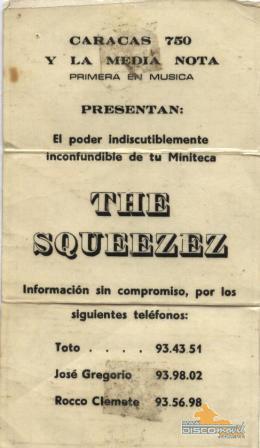 CARACAS 750
Y LA MEDIA NOTA
PRIMERA EN MUSICA
PRESENTAN:
El poder indiscutiblemente
inconfundible de tu Miniteca
THE
SQUEEZEZ
Información sin compromiso, por los
siguientes teléfonos:
Toto . . . . 93.43 51
José Gregorio 93.98.02
Rocco Clemete 93.56.98
DISCO movil